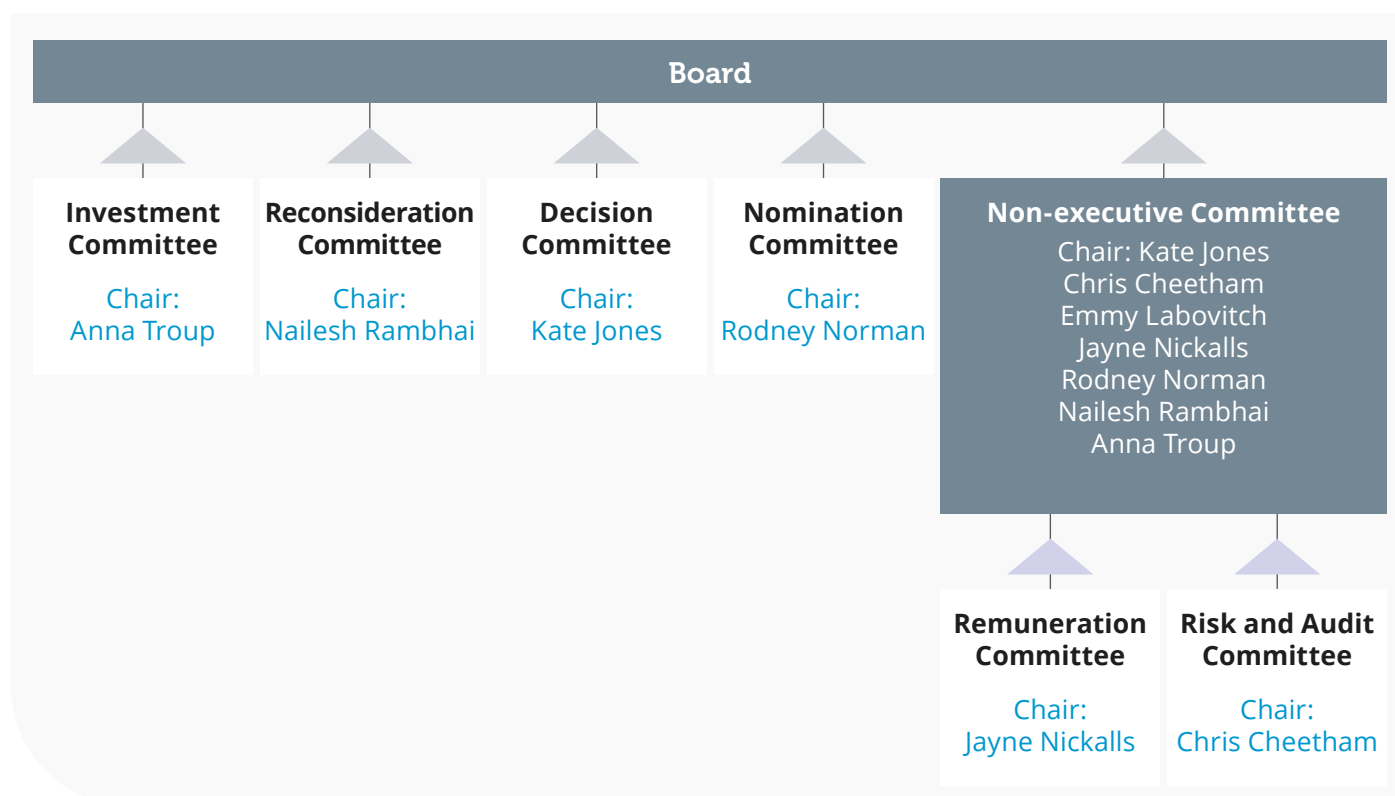 Board
Investment
Committee
Chair:
Anna Troup
Reconsideration
Committee
Chair:
Nailesh Rambhai
Decision
Committee
Chair:
Kate Jones
Nomination
Committee
Chair:
Rodney Norman
Non-executive Committee
Chair: Kate Jones
Chris Cheetham
Emmy Labovitch
Jayne Nickalls
Rodney Norman
Nailesh Rambhai
Anna Troup
Remuneration
Committee
Chair:
Jayne Nickalls
Risk and Audit
Committee
Chair:
Chris Cheetham